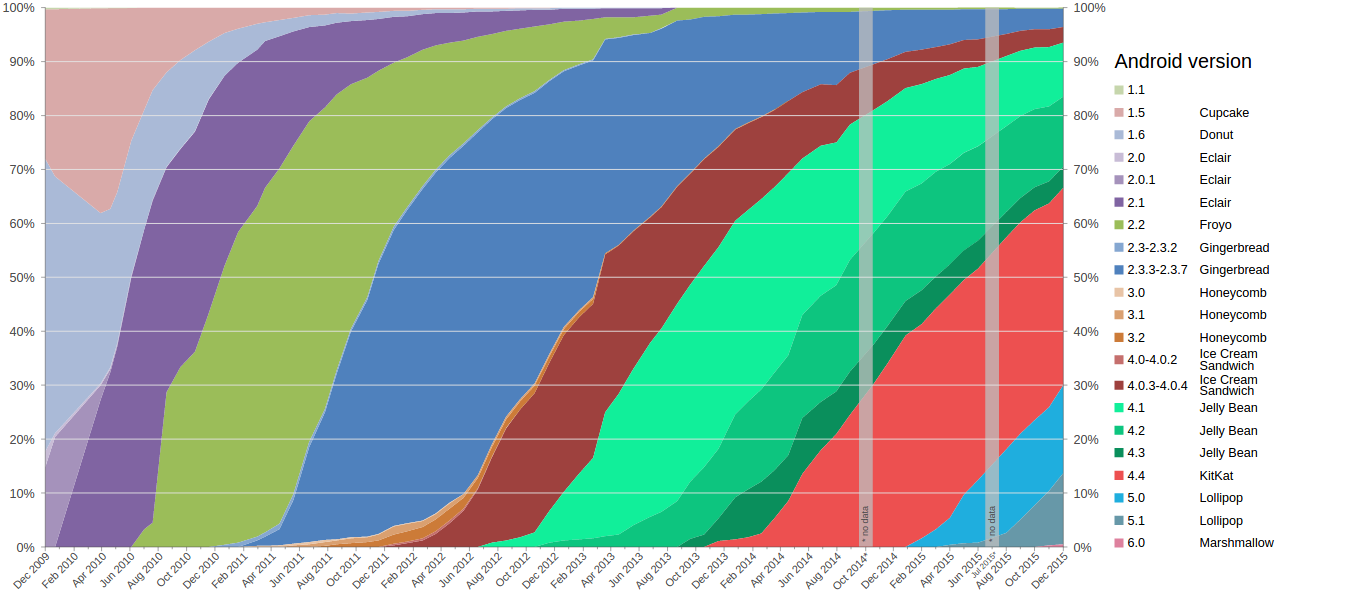 100%
90%
80%
70%
60%
50%
40%
30%
20%
10%
0%
100%
90%
80%
70%
60%
50%
40%
30%
20%
10%
0%
* no data
* no data
Dec 2009
Feb 2010
Apr 2010
Jun 2010
Aug 2010
Oct 2010
Dec 2010
Feb 2011
Apr 2011
Jun 2011
Aug 2011
Oct 2011
Dec 2011
Feb 2012
Apr 2012
Jun 2012
Aug 2012
Oct 2012
Dec 2012
Feb 2013
Apr 2013
Jun 2013
Aug 2013
Oct 2013
Dec 2013
Feb 2014
Apr 2014
Jun 2014
Aug 2014
Oct 2014*
Dec 2014
Feb 2015
Apr 2015
Jun 2015
Jul 2015*
Aug 2015
Oct 2015
Dec 2015
Android version
1.1
1.5 Cupcake
1.6 Donut
2.0 Eclair
2.0.1 Eclair
2.1 Eclair
2.2 Froyo
2.3-2.3.2 Gingerbread
2.3.3-2.3.7 Gingerbread
3.0 Honeycomb
3.1 Honeycomb
3.2 Honeycomb
4.0-4.0.2 Ice Cream
Sandwich
4.0.3-4.0.4 Ice Cream
Sandwich
4.1 Jelly Bean
4.2 Jelly Bean
4.3 Jelly Bean
4.4 KitKat
5.0 Lollipop
5.1 Lollipop
6.0 Marshmallow